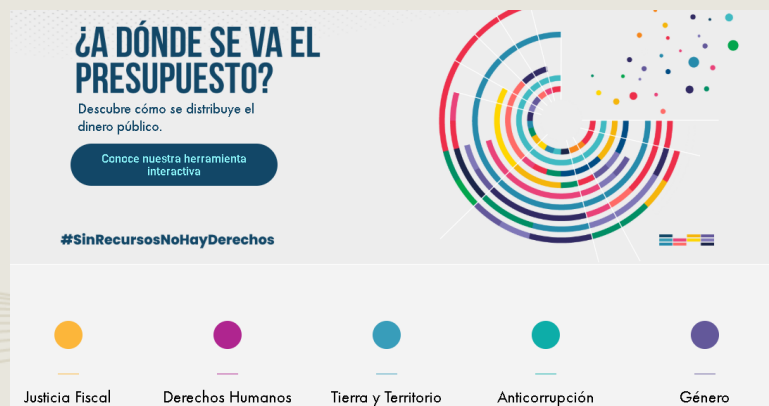 ¿A DÓNDE SE VA EL
PRESUPUESTO?
Descubre cómo se distribuye el
dinero público.
Conoce nuestra herramienta
interactiva
#SinRecursosNoHayDerechos
Justicia Fiscal
Derechos Humanos
Tierra y Territorio
Anticorrupción
Género